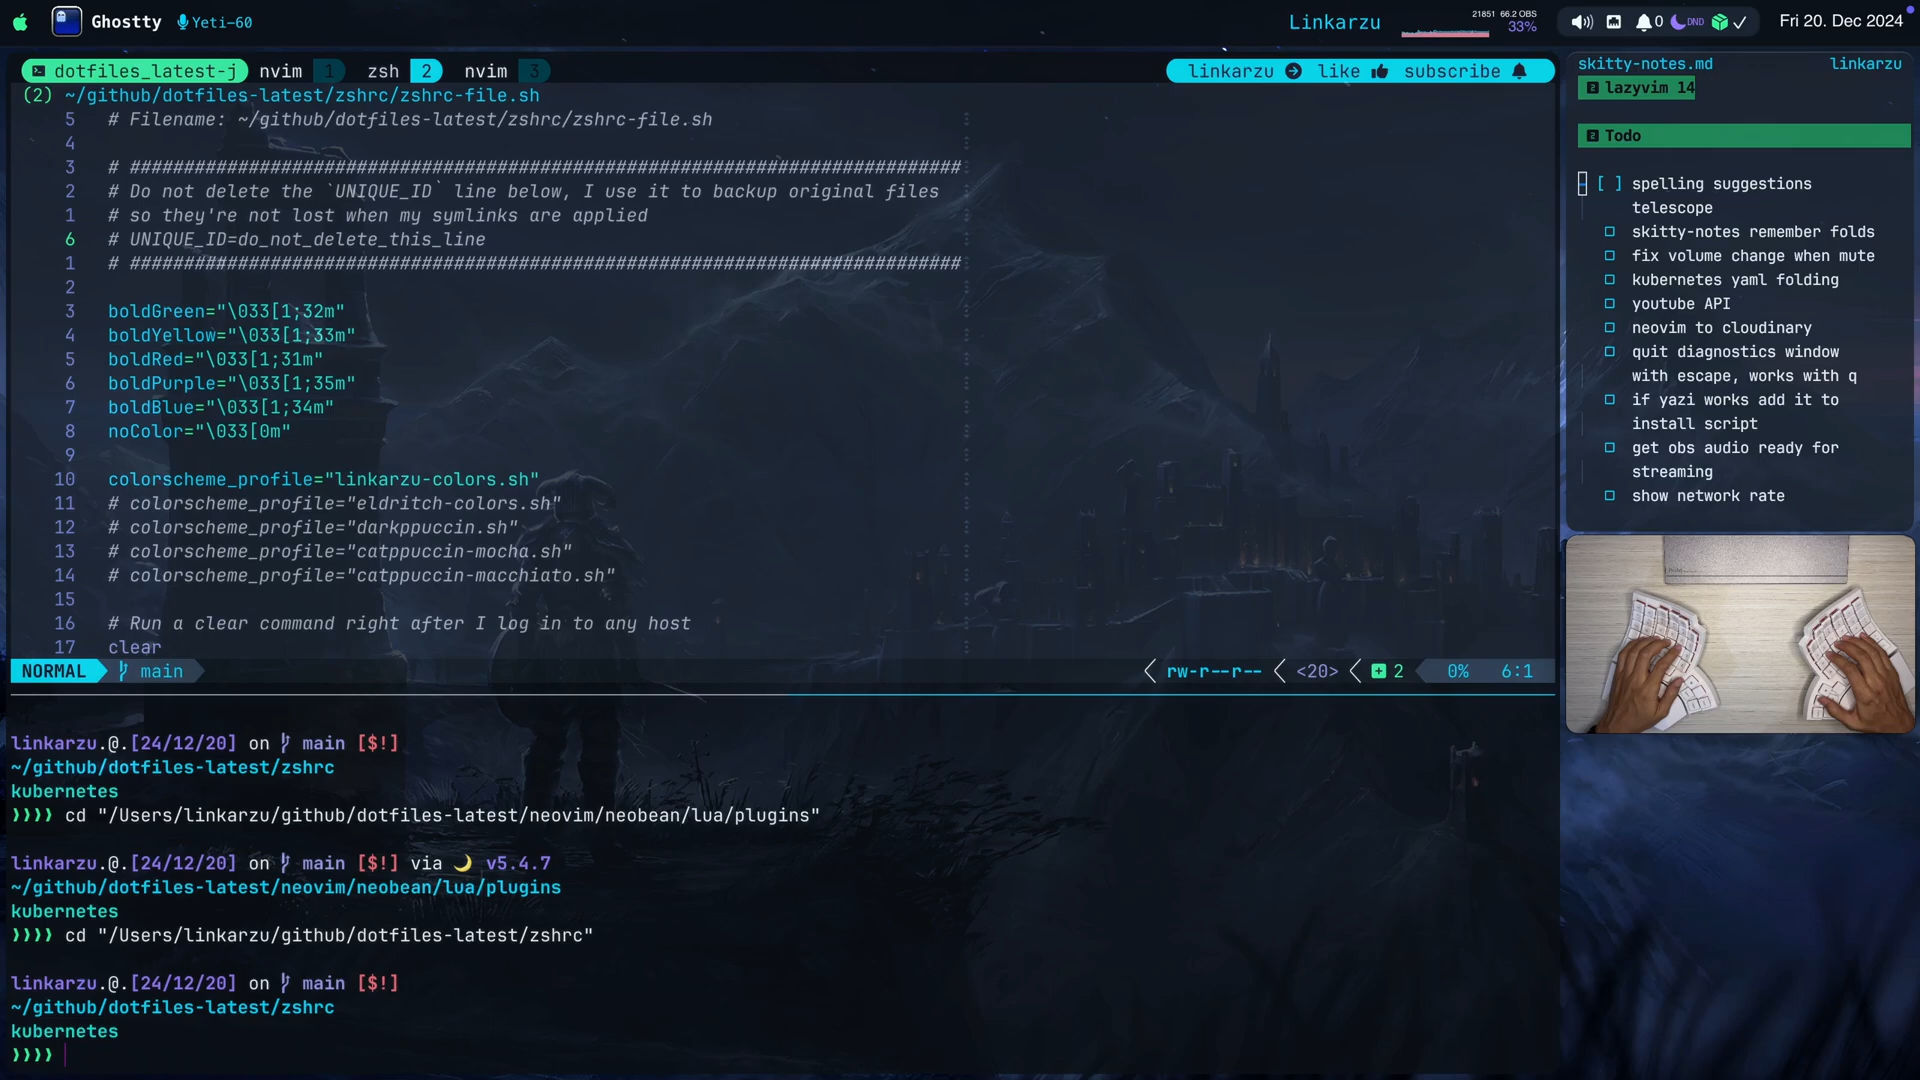 Ghostty Yeti-60
Linkarzu
21851 66.2 OBS
33%
0 DND
Fri 20. Dec 2024
dotfiles_latest-j nvim 1 zsh 2 nvim 3
linkarzu like subscribe
(2) ~/github/dotfiles-latest/zshrc/zshrc-file.sh
5 # Filename: ~/github/dotfiles-latest/zshrc/zshrc-file.sh
4
3 # #############################################################################
2 # Do not delete the `UNIQUE_ID` line below, I use it to backup original files
1 # so they're not lost when my symlinks are applied
6 # UNIQUE_ID=do_not_delete_this_line
1 # #############################################################################
2
3 boldGreen="\033[1;32m"
4 boldYellow="\033[1;33m"
5 boldRed="\033[1;31m"
6 boldPurple="\033[1;35m"
7 boldBlue="\033[1;34m"
8 noColor="\033[0m"
9
10 colorscheme_profile="linkarzu-colors.sh"
11 # colorscheme_profile="eldritch-colors.sh"
12 # colorscheme_profile="darkppuccin.sh"
13 # colorscheme_profile="catppuccin-mocha.sh"
14 # colorscheme_profile="catppuccin-macchiato.sh"
15
16 # Run a clear command right after I log in to any host
17 clear
NORMAL main rw-r--r-- <20> 2 0% 6:1
linkarzu.@.[24/12/20] on main [$!]
~/github/dotfiles-latest/zshrc
kubernetes
❯❯❯❯ cd "/Users/linkarzu/github/dotfiles-latest/neovim/neobean/lua/plugins"
linkarzu.@.[24/12/20] on main [$!] via 🌙 v5.4.7
~/github/dotfiles-latest/neovim/neobean/lua/plugins
kubernetes
❯❯❯❯ cd "/Users/linkarzu/github/dotfiles-latest/zshrc"
linkarzu.@.[24/12/20] on main [$!]
~/github/dotfiles-latest/zshrc
kubernetes
❯❯❯❯
skitty-notes.md linkarzu
2 lazyvim 14
2 Todo
[ ] spelling suggestions
telescope
skitty-notes remember folds
fix volume change when mute
kubernetes yaml folding
youtube API
neovim to cloudinary
quit diagnostics window
with escape, works with q
if yazi works add it to
install script
get obs audio ready for
streaming
show network rate